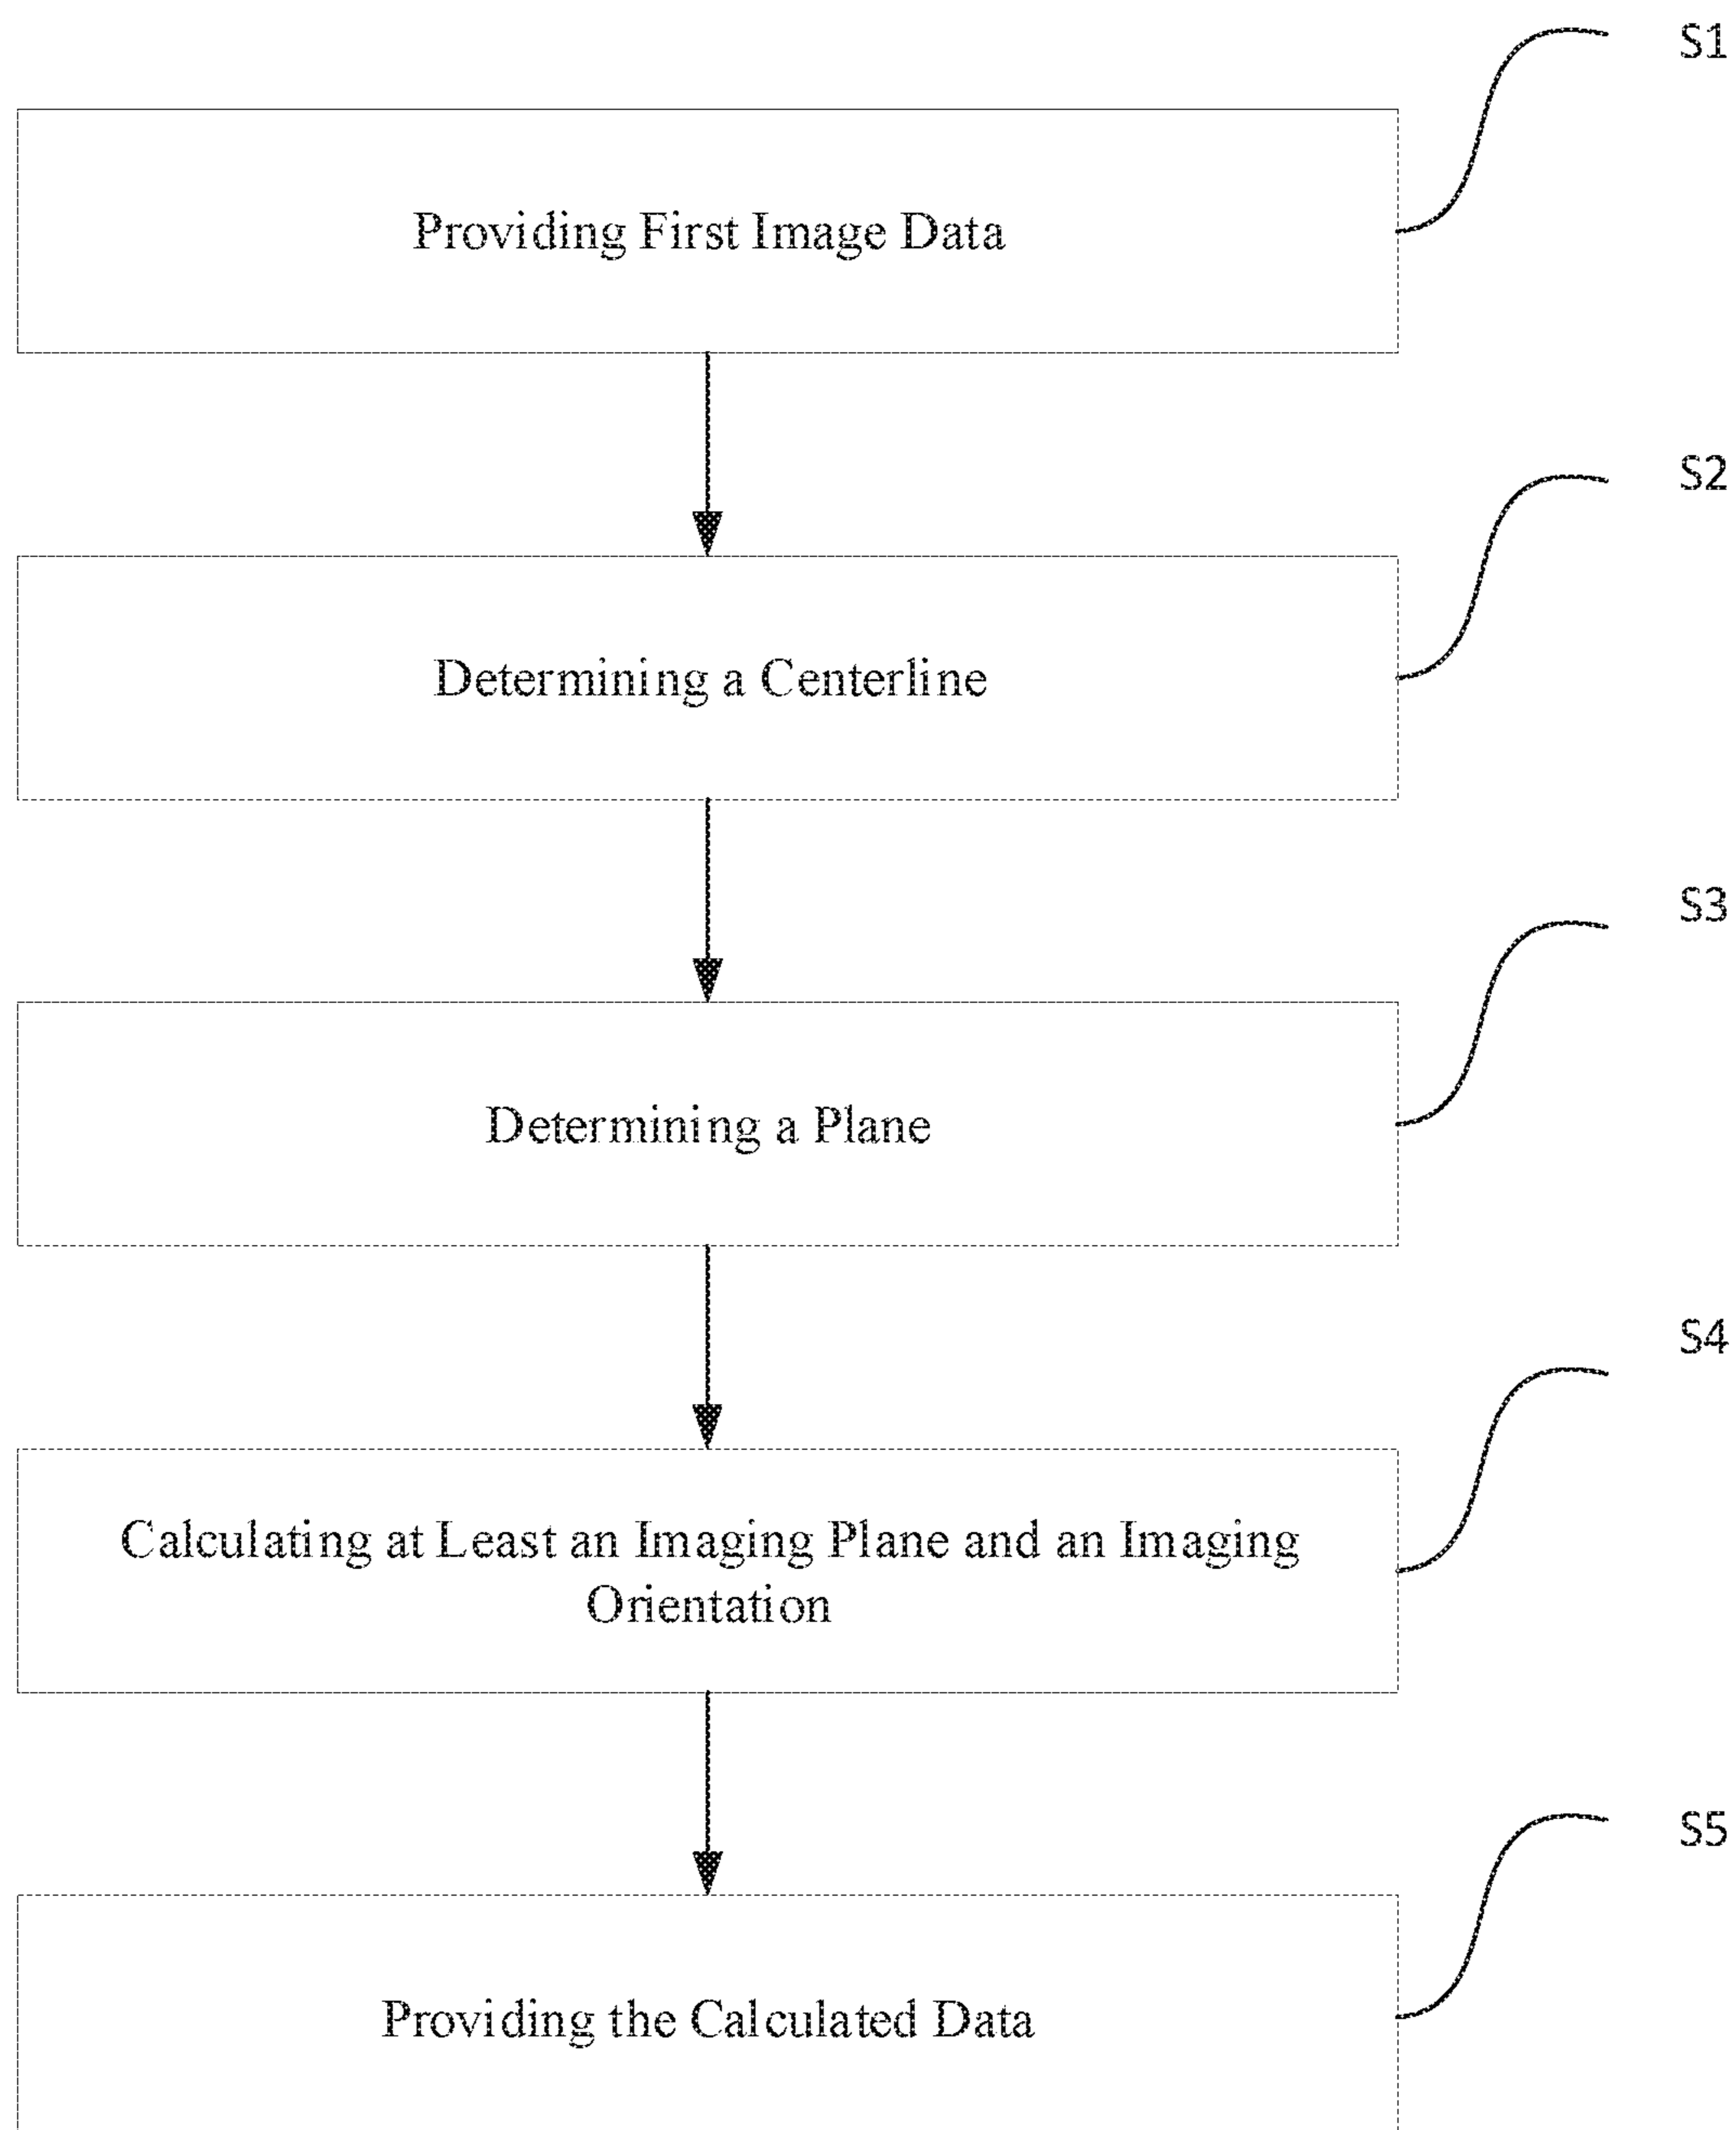 S1
Providing First Image Data
S2
Determining a Centerline
S3
Determining a Plane
S4
Calculating at Least an Imaging Plane and an Imaging
Orientation
S5
Providing the Calculated Data